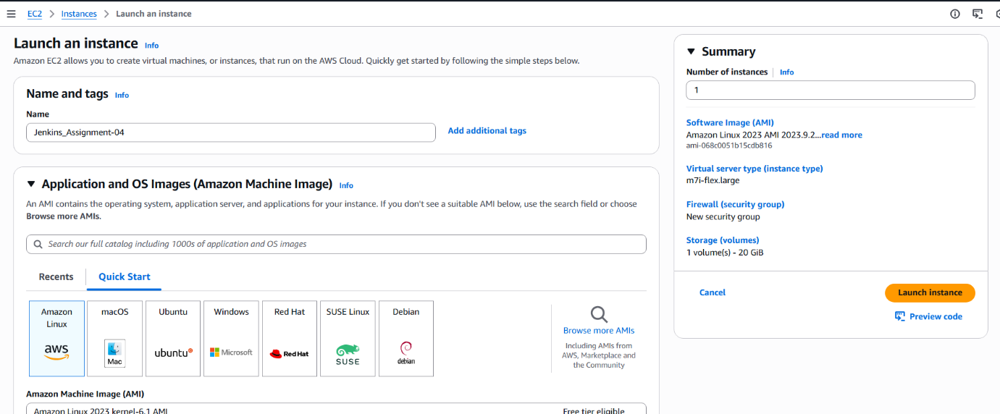 EC2 > Instances > Launch an instance
Launch an instance Info
Amazon EC2 allows you to create virtual machines, or instances, that run on the AWS Cloud. Quickly get started by following the simple steps below.
Name and tags Info
Name
Jenkins_Assignment-04 Add additional tags
Application and OS Images (Amazon Machine Image) Info
An AMI contains the operating system, application server, and applications for your instance. If you don't see a suitable AMI below, use the search field or choose
Browse more AMIs.
Search our full catalog including 1000s of application and OS images
Recents Quick Start
Amazon
Linux
aws
macOS
Mac
Ubuntu
ubuntu
Windows
Microsoft
Red Hat
Red Hat
SUSE Linux
SUSE
Debian
debian
Browse more AMIs
Including AMIs from
AWS, Marketplace and
the Community
Amazon Machine Image (AMI)
Amazon Linux 2023 kernel-6.1 AMI Free tier eligible
Summary
Number of instances Info
1
Software Image (AMI)
Amazon Linux 2023 AMI 2023.9.2...read more
ami-068c0051b15cdb816
Virtual server type (instance type)
m7i-flex.large
Firewall (security group)
New security group
Storage (volumes)
1 volume(s) - 20 GiB
Cancel Launch instance
Preview code